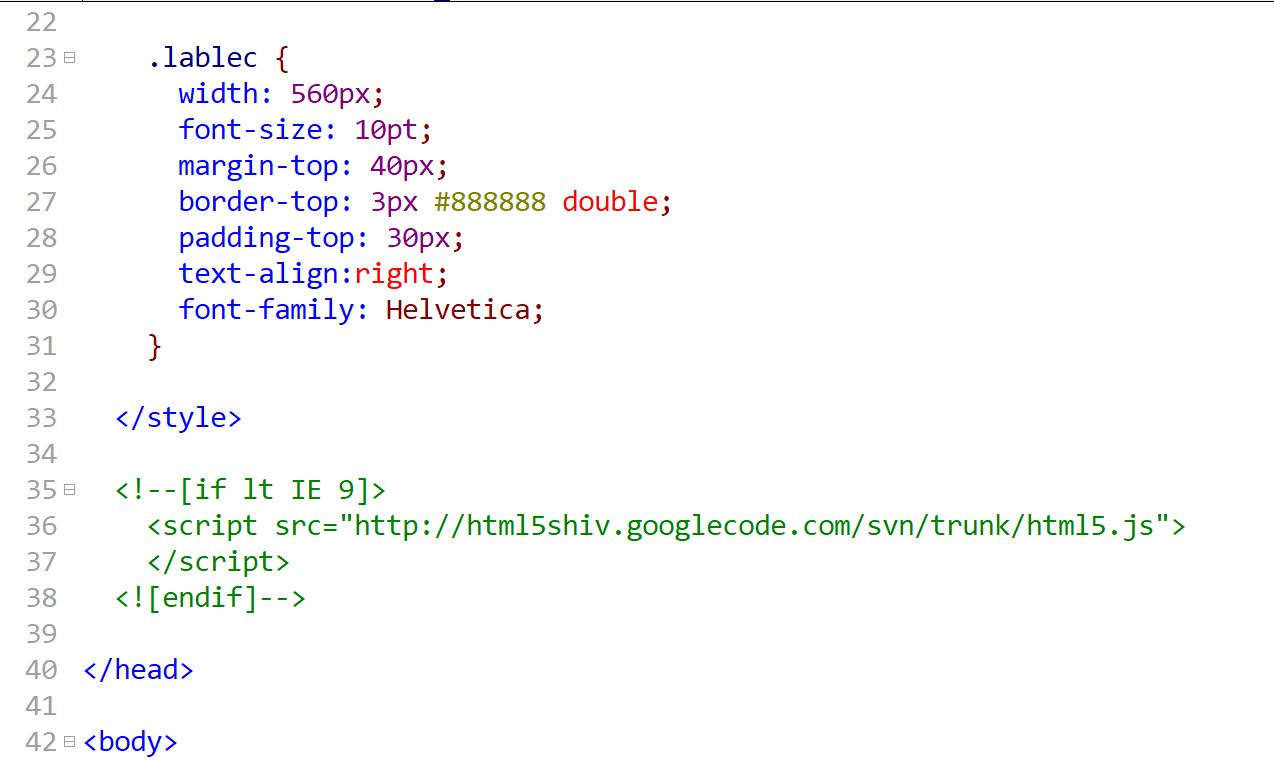 22
23 .lablec {
24 width: 560px;
25 font-size: 10pt;
26 margin-top: 40px;
27 border-top: 3px #888888 double;
28 padding-top: 30px;
29 text-align:right;
30 font-family: Helvetica;
31 }
32
33 </style>
34
35 <!--[if lt IE 9]>
36 <script src="http://html5shiv.googlecode.com/svn/trunk/html5.js">
37 </script>
38 <![endif]-->
39
40 </head>
41
42 <body>